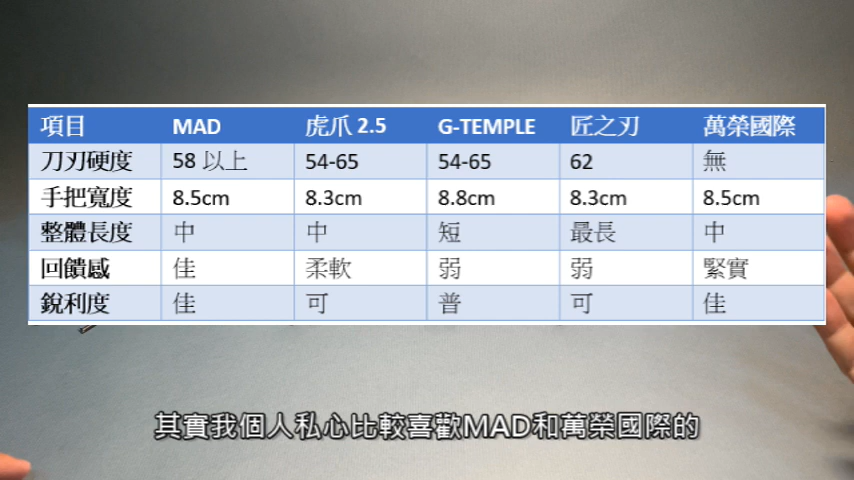 項目 MAD 虎爪 2.5 G-TEMPLE 匠之刃 萬榮國際
刀刃硬度 58 以上 54-65 54-65 62 無
手把寬度 8.5cm 8.3cm 8.8cm 8.3cm 8.5cm
整體長度 中 中 短 最長 中
回饋感 佳 柔軟 弱 弱 緊實
銳利度 佳 可 普 可 佳
其實我個人私心比較喜歡MAD和萬榮國際的